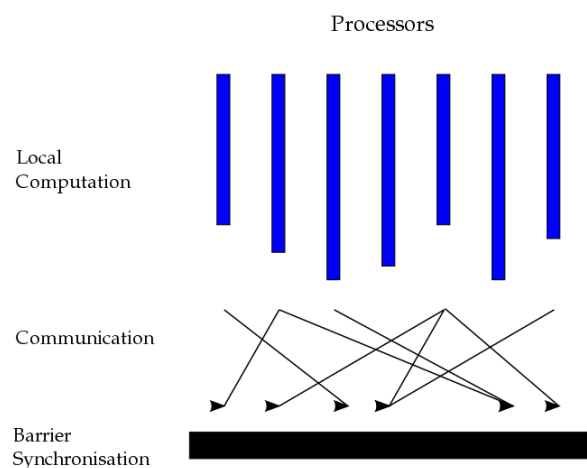 Processors
Local
Computation
Communication
Barrier
Synchronisation